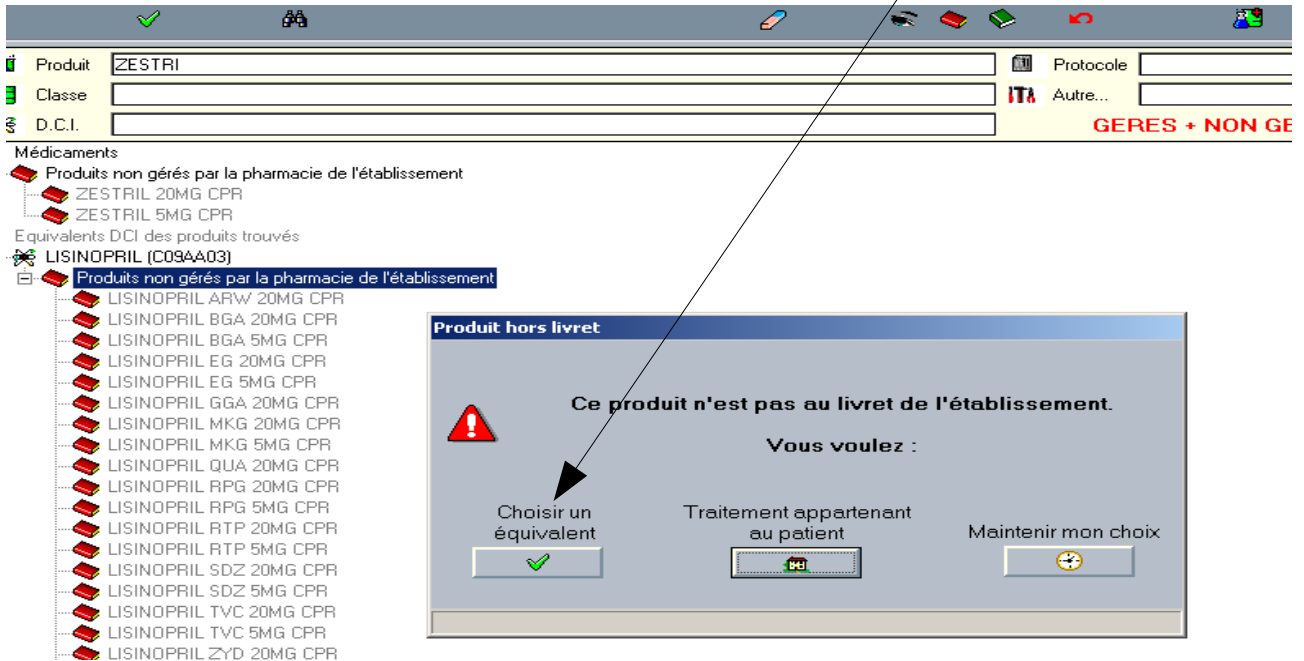 Produit ZESTRI Protocole
Classe Autre...
D.C.I. GERES + NON GE
Médicaments
Produits non gérés par la pharmacie de l'établissement
ZESTRIL 20MG CPR
ZESTRIL 5MG CPR
Equivalents DCI des produits trouvés
LISINOPRIL (C09AA03)
Produits non gérés par la pharmacie de l'établissement
LISINOPRIL ARW 20MG CPR
LISINOPRIL BGA 20MG CPR
LISINOPRIL BGA 5MG CPR
LISINOPRIL EG 20MG CPR
LISINOPRIL EG 5MG CPR
LISINOPRIL GGA 20MG CPR
LISINOPRIL MKG 20MG CPR
LISINOPRIL MKG 5MG CPR
LISINOPRIL QUA 20MG CPR
LISINOPRIL RPG 20MG CPR
LISINOPRIL RPG 5MG CPR
LISINOPRIL RTP 20MG CPR
LISINOPRIL RTP 5MG CPR
LISINOPRIL SDZ 20MG CPR
LISINOPRIL SDZ 5MG CPR
LISINOPRIL TVC 20MG CPR
LISINOPRIL TVC 5MG CPR
LISINOPRIL ZYD 20MG CPR
Produit hors livret
Ce produit n'est pas au livret de l'établissement.
Vous voulez :
Choisir un
équivalent
Traitement appartenant
au patient
Maintenir mon choix